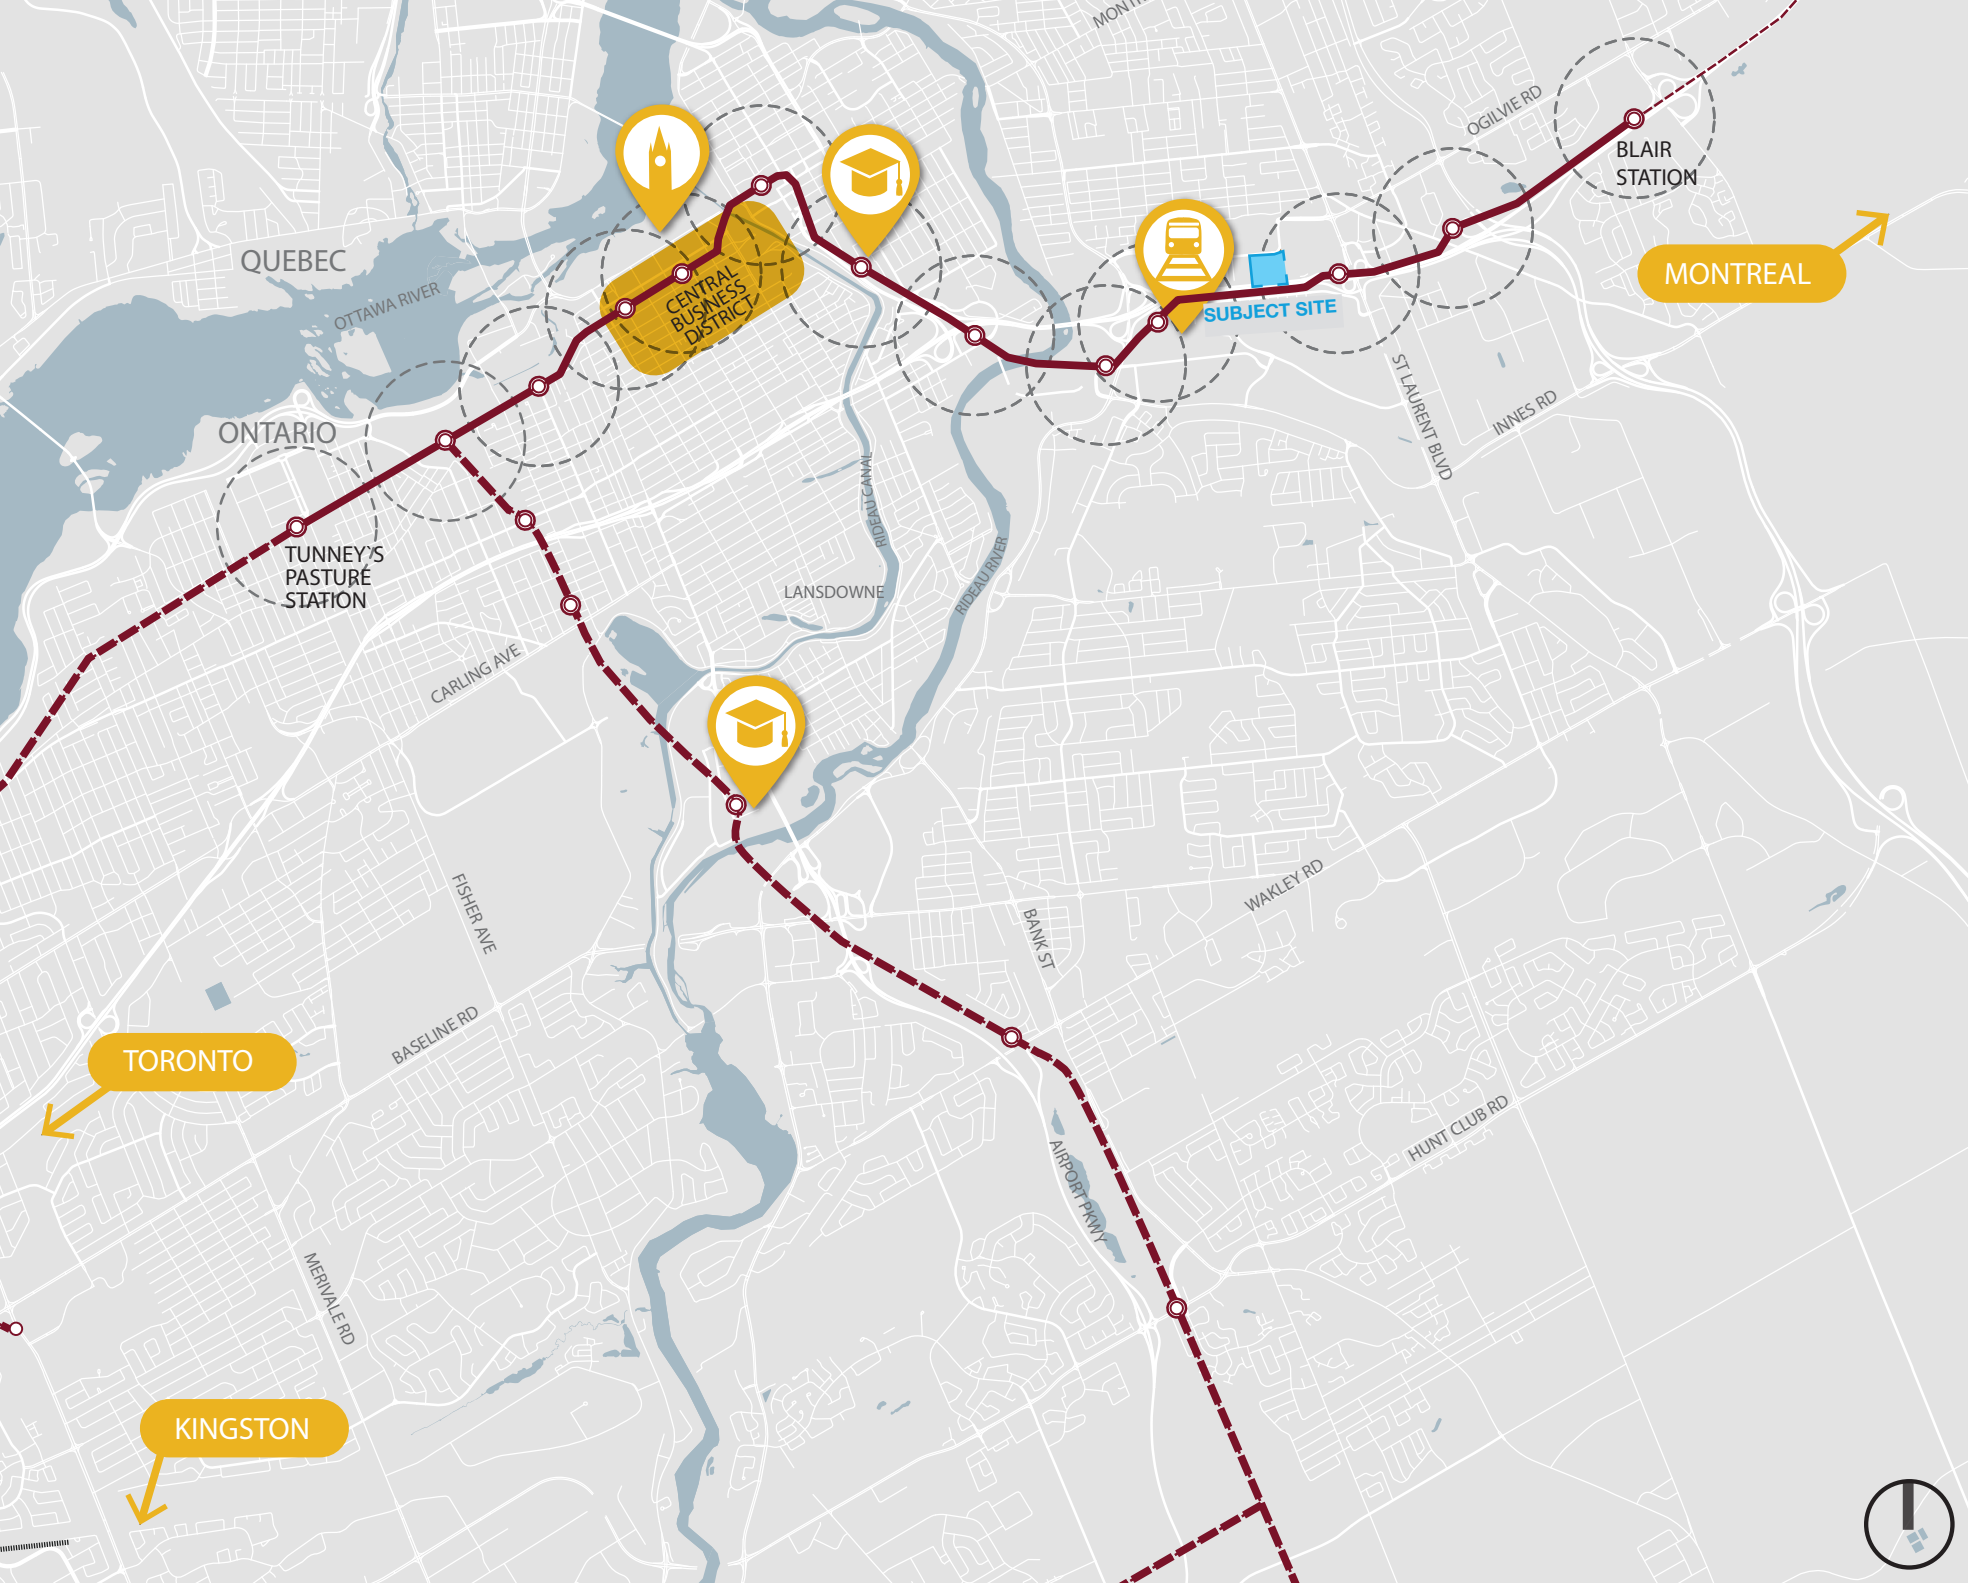 MONT
OGILVIE RD
BLAIR
STATION
QUEBEC
OTTAWA RIVER
CENTRAL
BUSINESS
DISTRICT
MONTREAL
SUBJECT SITE
ONTARIO
ST LAURENT BLVD
INNES RD
RIDEAU CANAL
TUNNEY'S
PASTURE
STATION
LANSDOWNE
RIDEAU RIVER
CARLING AVE
FISHER AVE
WAKLEY RD
BANK ST
BASELINE RD
TORONTO
HUNT CLUB RD
AIRPORT PKWY
MERIVALE RD
KINGSTON